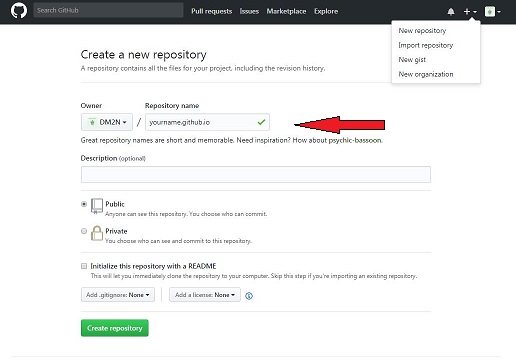 Search GitHub
Pull requests Issues Marketplace Explore
New repository
Import repository
New gist
New organization
Create a new repository
A repository contains all the files for your project, including the revision history.
Owner Repository name
DM2N / yourname.github.io
Great repository names are short and memorable. Need inspiration? How about psychic-bassoon.
Description (optional)
Public
Anyone can see this repository. You choose who can commit.
Private
You choose who can see and commit to this repository.
Initialize this repository with a README
This will let you immediately clone the repository to your computer. Skip this step if you're importing an existing repository.
Add .gitignore: None Add a license: None
Create repository